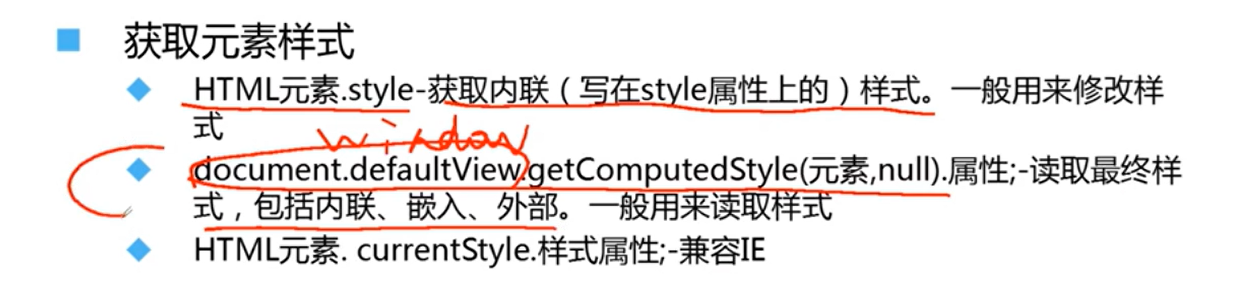 获取元素样式
HTML元素.style-获取内联（写在style属性上的）样式。一般用来修改样
式
window
document.defaultView.getComputedStyle(元素,null).属性;-读取最终样
式，包括内联、嵌入、外部。一般用来读取样式
HTML元素. currentStyle.样式属性;-兼容IE